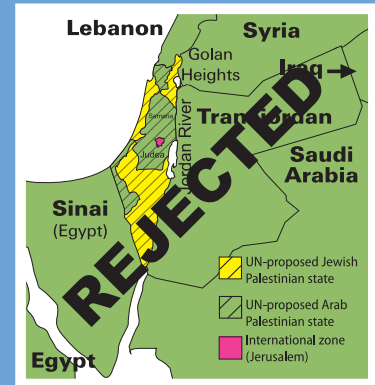 Lebanon
Syria
Golan
Heights
Iraq
Transjordan
Samaria
Judea
Jordan River
Saudi
Arabia
Sinai
(Egypt)
REJECTED
UN-proposed Jewish
Palestinian state
UN-proposed Arab
Palestinian state
International zone
(Jerusalem)
Egypt